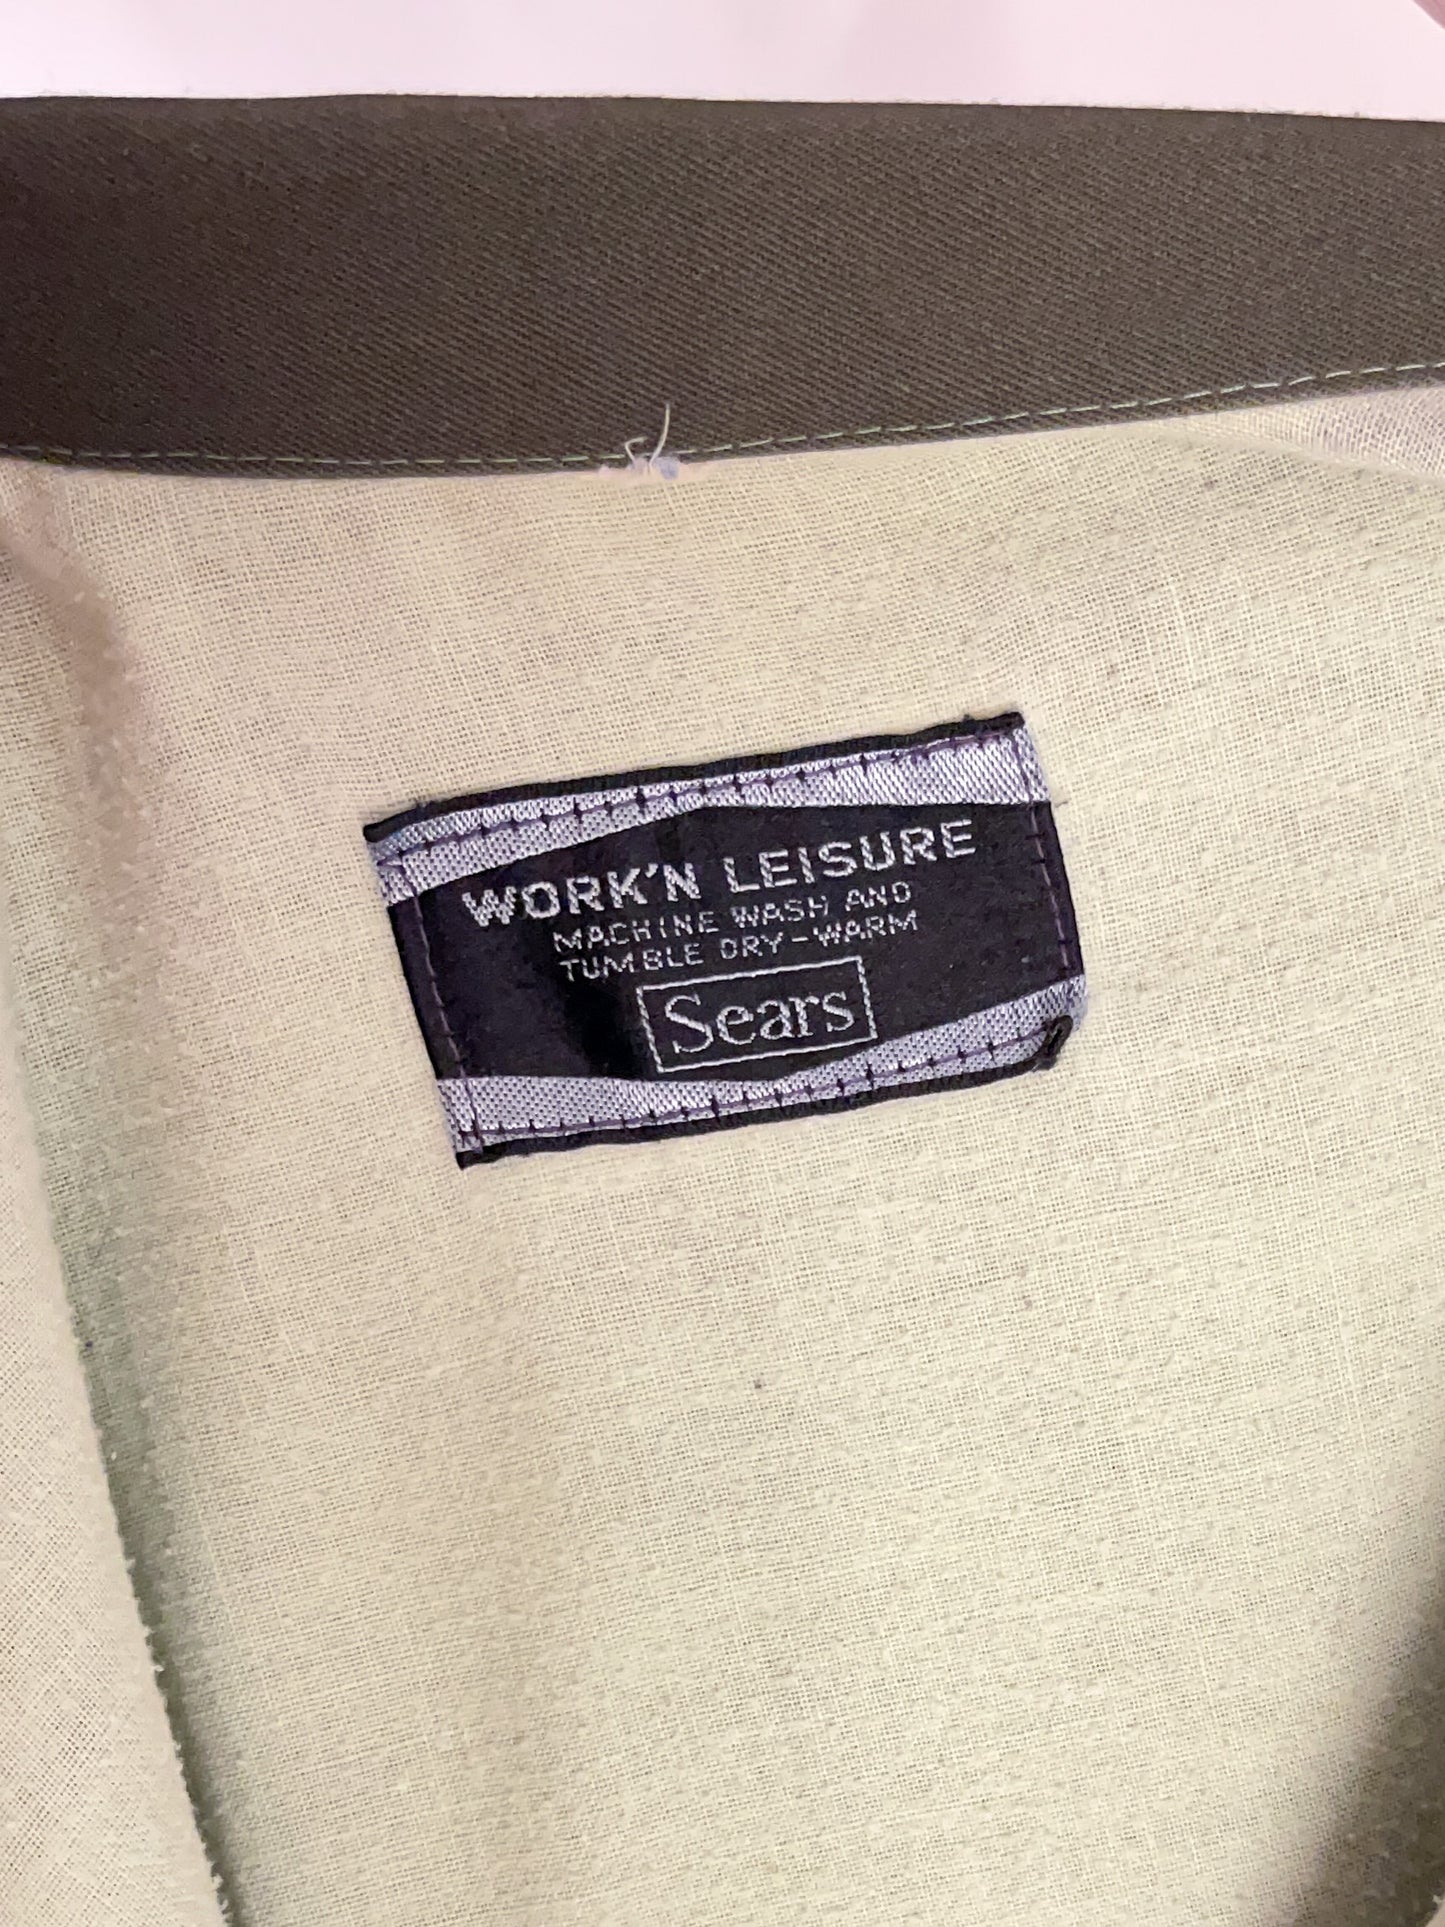 WORK'N LEISURE
MACHINE WASH AND
TUMBLE DRY-WARM
Sears